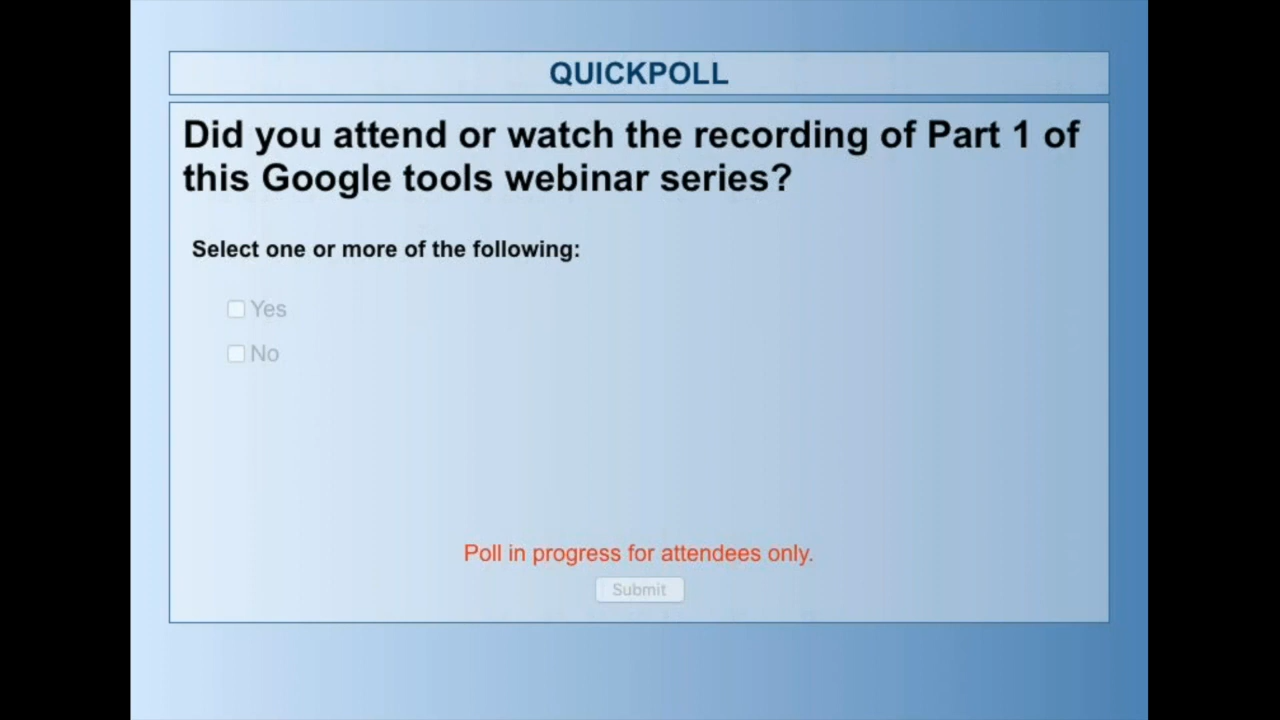 QUICKPOLL
Did you attend or watch the recording of Part 1 of
this Google tools webinar series?
Select one or more of the following:
Yes
No
Poll in progress for attendees only.
Submit